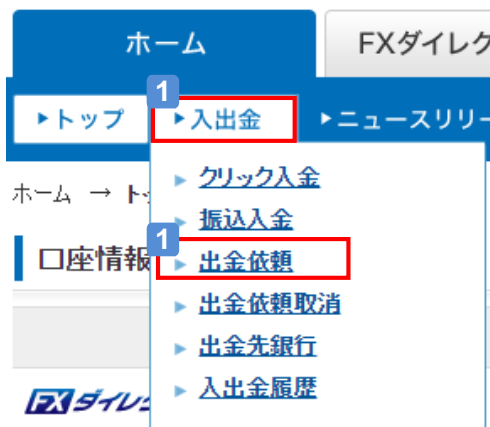 ホーム
FXダイレク
1
▶トップ
▶入出金
▶ニュースリリー
▶ クリック入金
ホーム → ト
▶ 振込入金
1
口座情報
▶ 出金依頼
▶ 出金依頼取消
▶ 出金先銀行
▶ 入出金履歴
FXダイレ